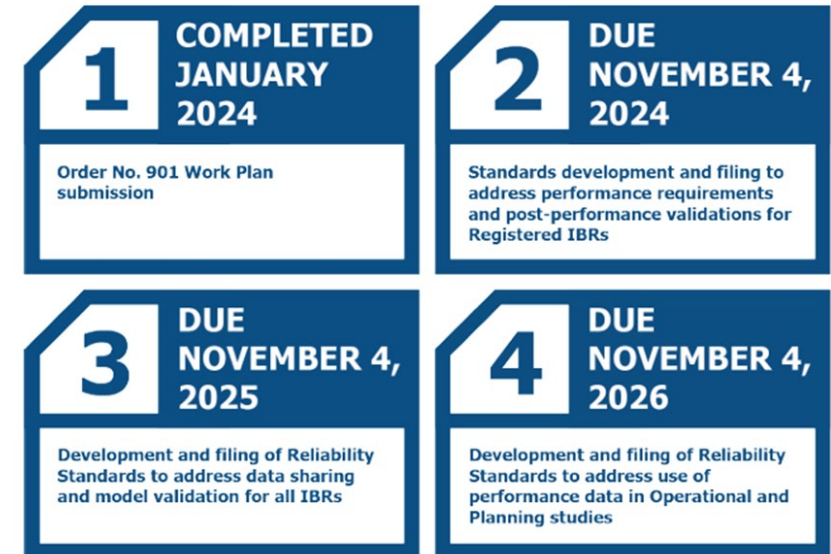 1
COMPLETED
JANUARY
2024
Order No. 901 Work Plan
submission
2
DUE
NOVEMBER 4,
2024
Standards development and filing to
address performance requirements
and post-performance validations for
Registered IBRs
3
DUE
NOVEMBER 4,
2025
Development and filing of Reliability
Standards to address data sharing
and model validation for all IBRs
4
DUE
NOVEMBER 4,
2026
Development and filing of Reliability
Standards to address use of
performance data in Operational and
Planning studies